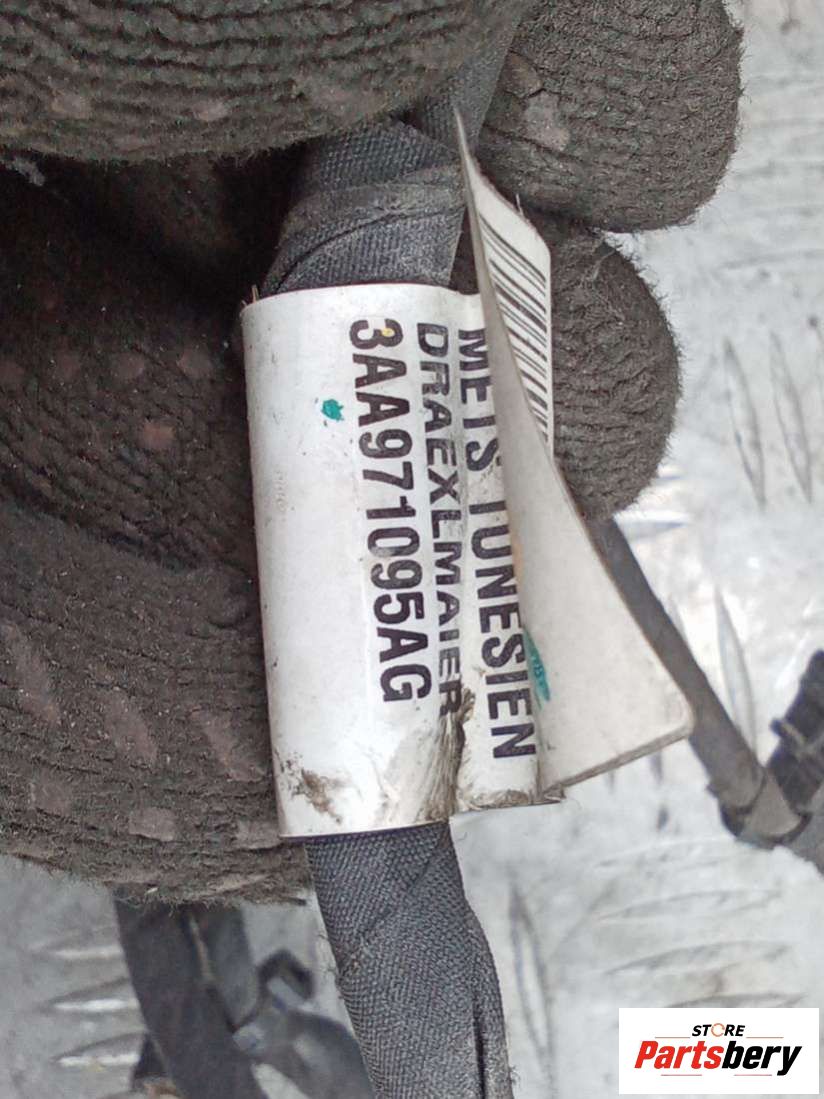 METS TUNESIEN
DRAEXLMAIER
3AA971095AG
STORE
Partsbery